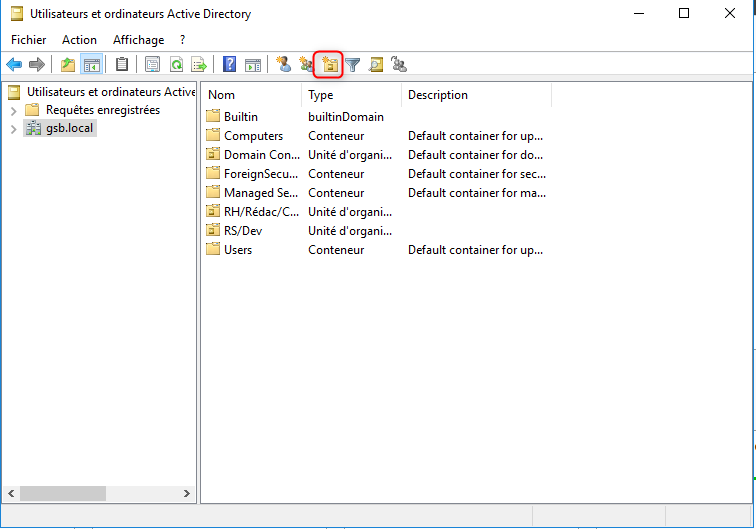 Utilisateurs et ordinateurs Active Directory
Fichier Action Affichage ?
Utilisateurs et ordinateurs Active
Requêtes enregistrées
gsb.local
Nom Type Description
Builtin builtinDomain
Computers Conteneur Default container for up...
Domain Con... Unité d'organi... Default container for do...
ForeignSecu... Conteneur Default container for sec...
Managed Se... Conteneur Default container for ma...
RH/Rédac/C... Unité d'organi...
RS/Dev Unité d'organi...
Users Conteneur Default container for up...